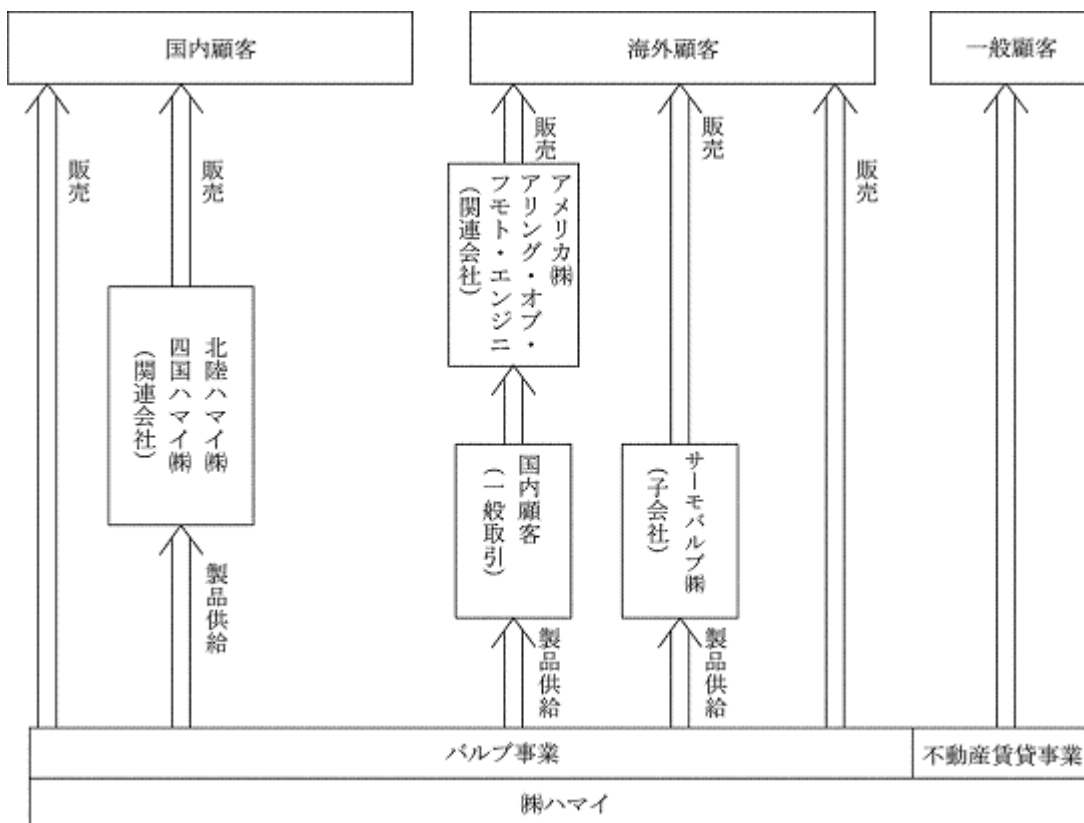 国内顧客
海外顧客
一般顧客
販売
販売
販売
販売
販売
アメリカ㈱
アリング・オブ・
フモト・エンジニ
(関連会社)
北陸ハマイ㈱
四国ハマイ㈱
(関連会社)
国内顧客
(一般取引)
サーモバルブ㈱
(子会社)
製品供給
製品供給
製品供給
バルブ事業
不動産賃貸事業
㈱ハマイ